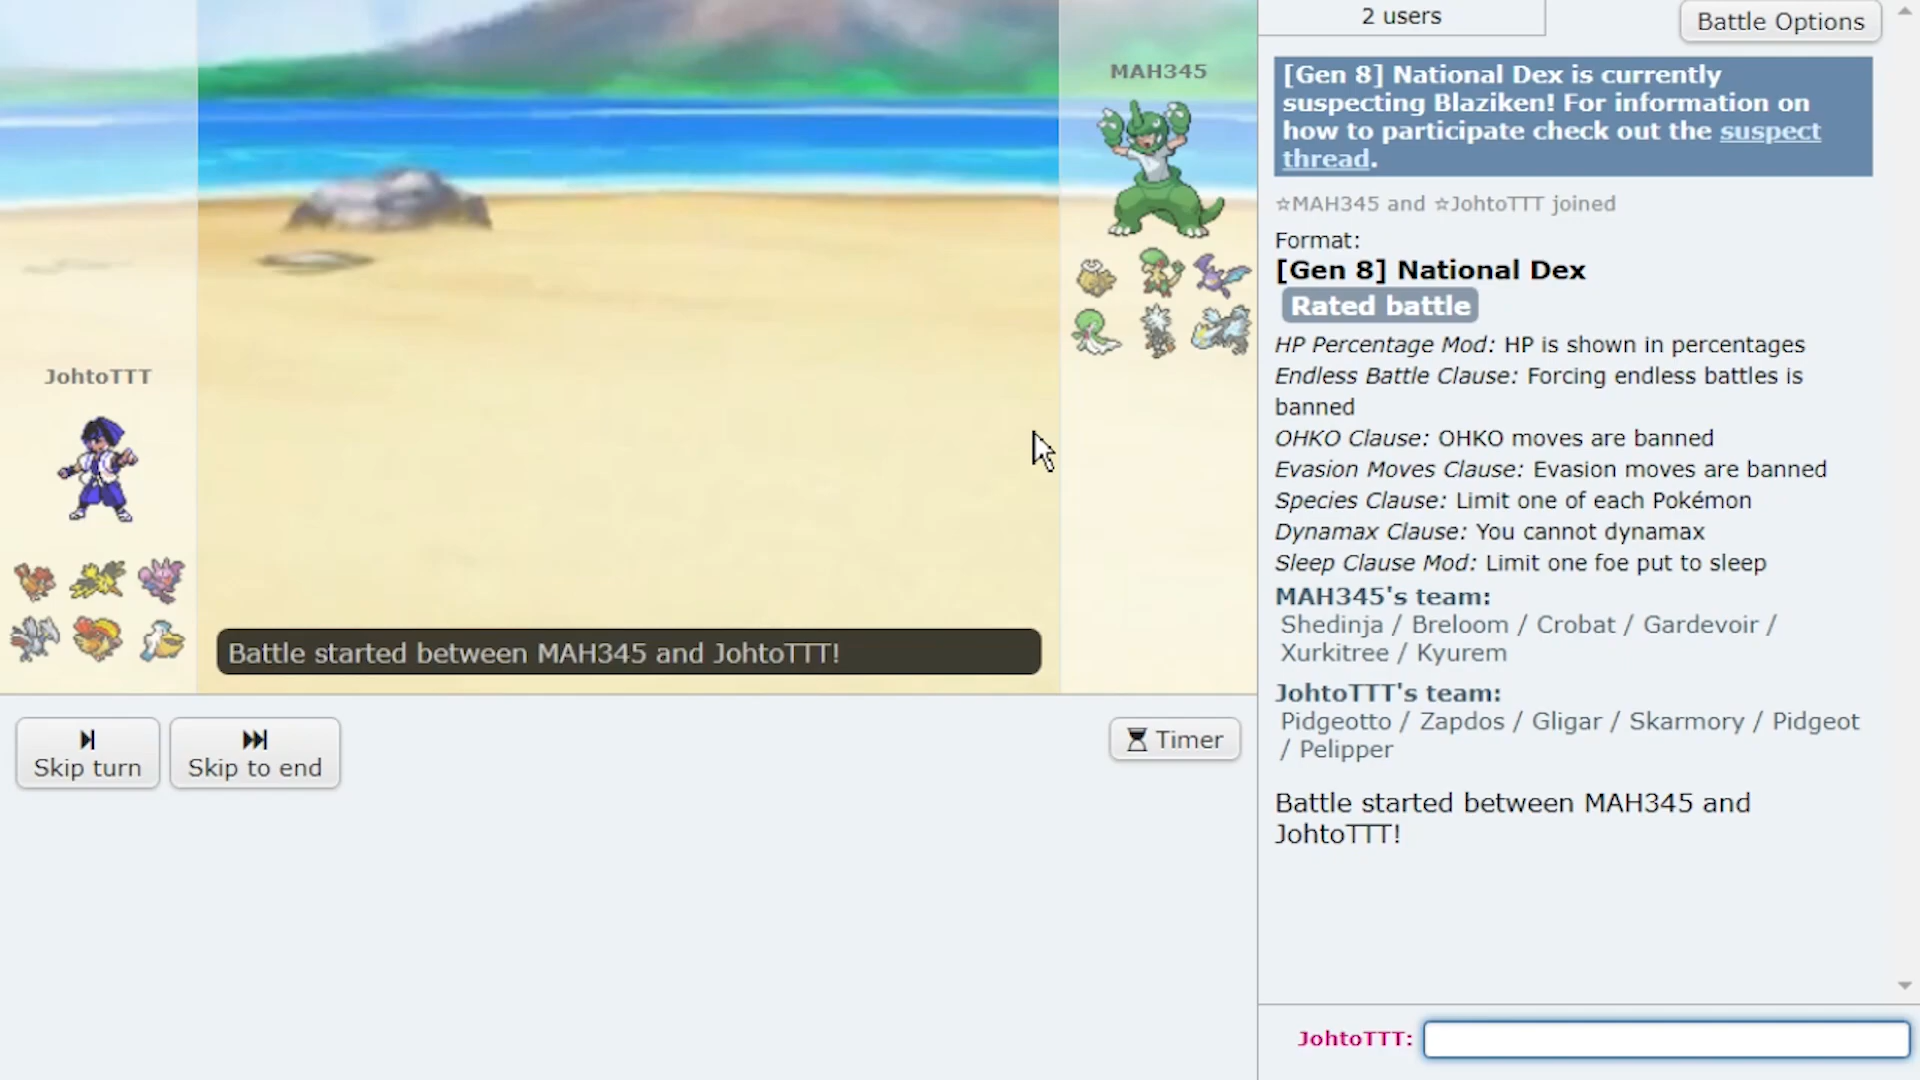 MAH345
JohtoTTT
Battle started between MAH345 and JohtoTTT!
Skip turn
Skip to end
Timer
2 users
Battle Options
[Gen 8] National Dex is currently
suspecting Blaziken! For information on
how to participate check out the suspect
thread.
☆MAH345 and ☆JohtoTTT joined
Format:
[Gen 8] National Dex
Rated battle
HP Percentage Mod: HP is shown in percentages
Endless Battle Clause: Forcing endless battles is
banned
OHKO Clause: OHKO moves are banned
Evasion Moves Clause: Evasion moves are banned
Species Clause: Limit one of each Pokémon
Dynamax Clause: You cannot dynamax
Sleep Clause Mod: Limit one foe put to sleep
MAH345's team:
Shedinja / Breloom / Crobat / Gardevoir /
Xurkitree / Kyurem
JohtoTTT's team:
Pidgeotto / Zapdos / Gligar / Skarmory / Pidgeot
/ Pelipper
Battle started between MAH345 and
JohtoTTT!
JohtoTTT: